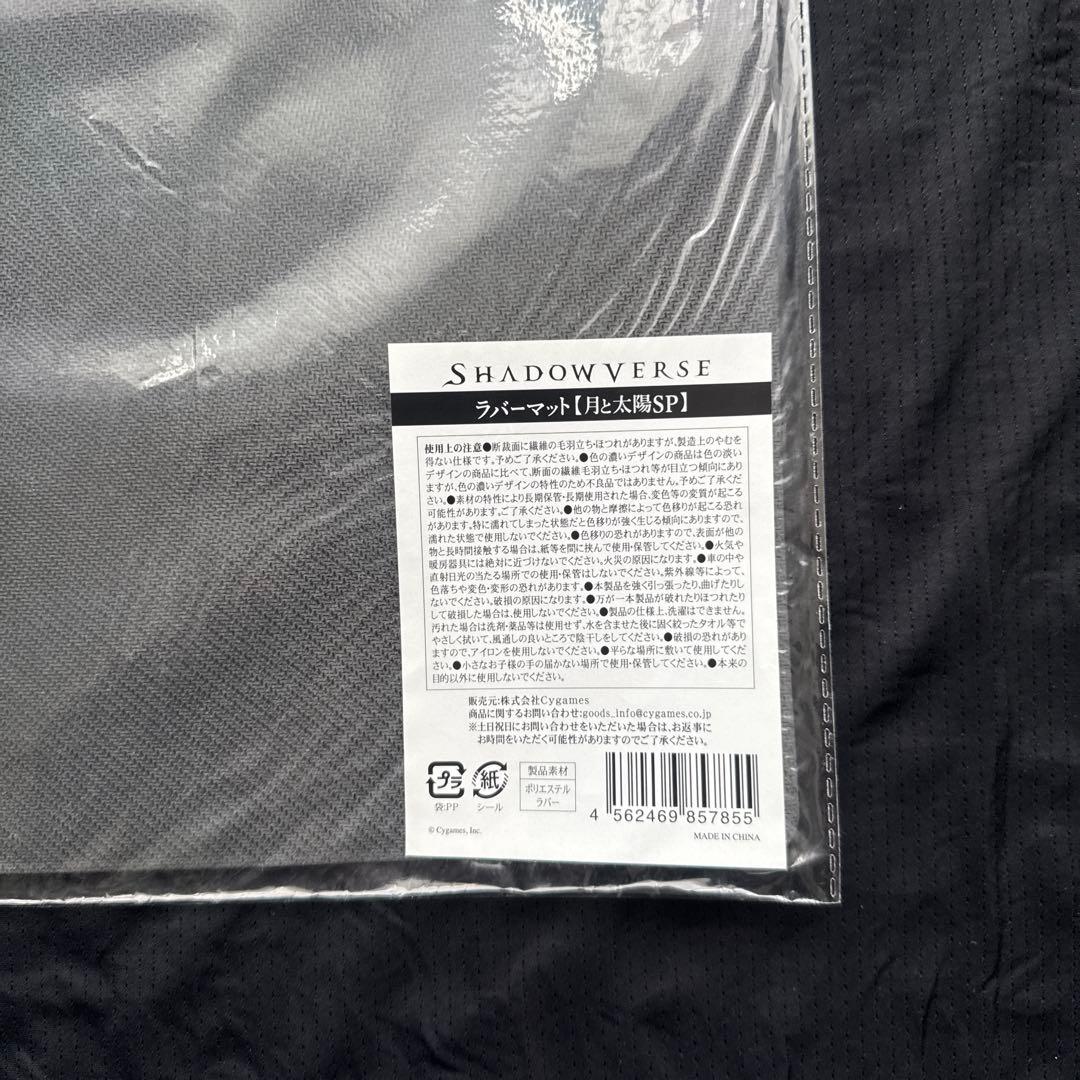 SHADOWVERSE
ラバーマット【月と太陽SP】
使用上の注意●断裁面に繊維の毛羽立ち・ほつれがありますが、製造上のやむを
得ない仕様です。予めご了承ください。●色の濃いデザインの商品は色の淡い
デザインの商品に比べて、断面の繊維毛羽立ち・ほつれ等が目立つ傾向にあり
ますが、色の濃いデザインの特性のため不良品ではありません。予めご了承くだ
さい。●素材の特性により長期保管・長期使用された場合、変色等の変質が起こる
可能性があります。ご了承ください。●他の物と摩擦によって色移りが起こる恐れ
があります。特に濡れてしまった状態だと色移りが強く生じる傾向にありますので、
濡れた状態で使用しないでください。●色移りの恐れがありますので、表面が他の
物と長時間接触する場合は、紙等を間に挟んで使用・保管してください。●火気や
暖房器具には絶対に近づけないでください。火災の原因になります。●車の中や
直射日光の当たる場所での使用・保管はしないでください。紫外線等によって、
色落ちや変色・変形の恐れがあります。●本製品を強く引っ張ったり、曲げたりし
ないでください。破損の原因になります。●万が一本製品が破れたりほつれたり
して破損した場合は、使用しないでください。●製品の仕様上、洗濯はできません。
汚れた場合は洗剤・薬品等は使用せず、水を含ませた後に固く絞ったタオル等で
やさしく拭いて、風通しの良いところで陰干しをしてください。●破損の恐れがあり
ますので、アイロンを使用しないでください。●平らな場所に敷いて使用してくだ
さい。●小さなお子様の手の届かない場所で使用・保管してください。●本来の
目的以外に使用しないでください。
販売元:株式会社Cygames
商品に関するお問い合わせ:goods_info@cygames.co.jp
※土日祝日にお問い合わせをいただいた場合は、お返事に
お時間をいただく可能性がありますのでご了承ください。
プラ
袋:PP
紙
シール
製品素材
ポリエステル
ラバー
4 562469 857855
© Cygames, Inc.
MADE IN CHINA